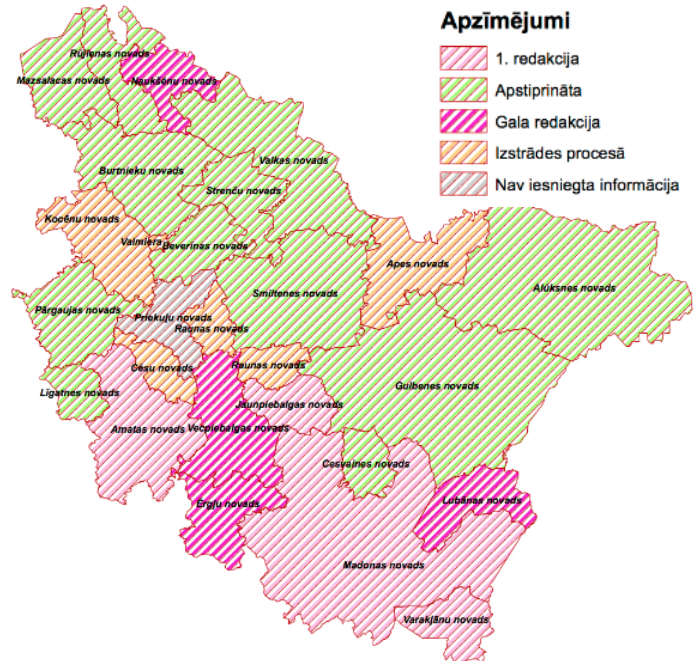 Apzīmējumi
1. redakcija
Apstiprināta
Gala redakcija
Izstrādes procesā
Nav iesniegta informācija
Rūjienas novads
Mazsalacas novads
Naukšēnu novads
Valkas novads
Burtnieku novads
Strenču novads
Kocēnu novads
Valmiera
Beverīnas novads
Apes novads
Alūksnes novads
Smiltenes novads
Pārgaujas novads
Priekuļu novads
Raunas novads
Cēsu novads
Raunas novads
Gulbenes novads
Līgatnes novads
Jaunpiebalgas novads
Amatas novads
Vecpiebalgas novads
Cesvaines novads
Ērgļu novads
Lubānas novads
Madonas novads
Varakļānu novads